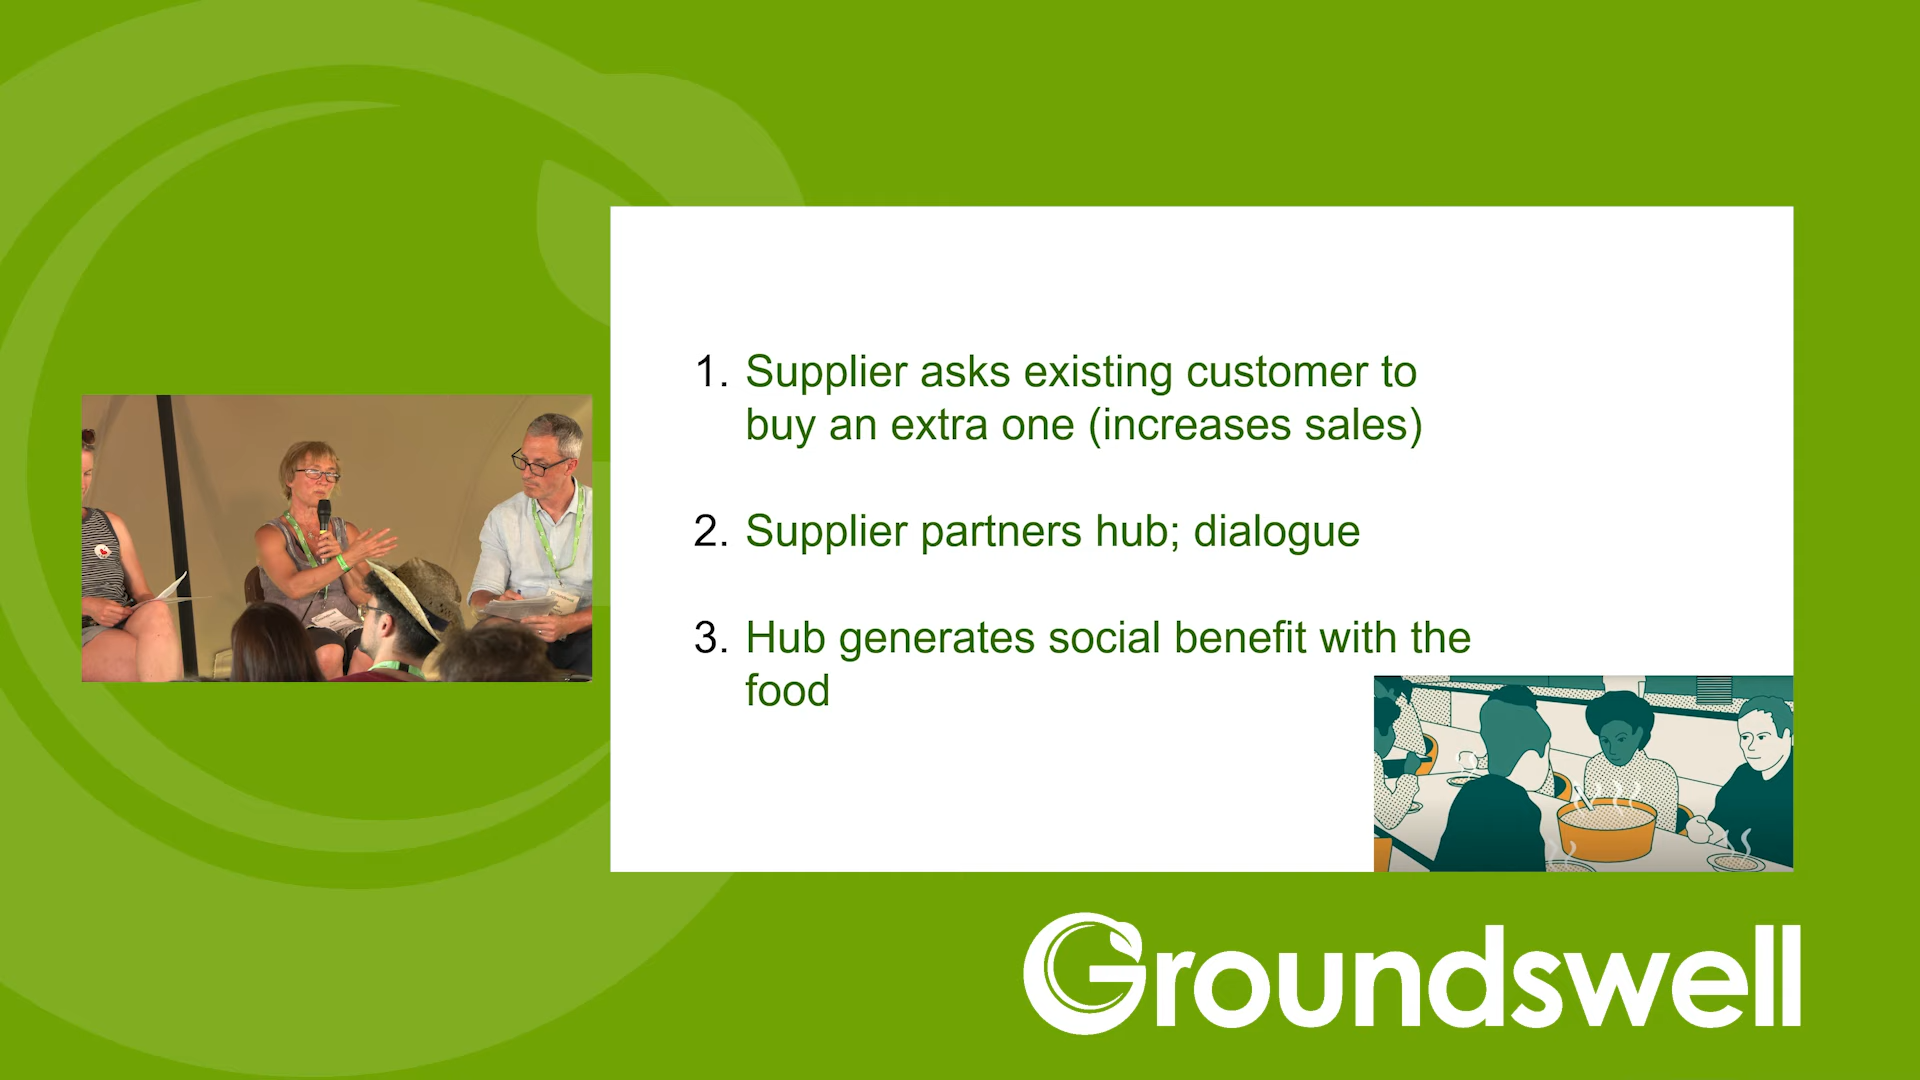 1. Supplier asks existing customer to
buy an extra one (increases sales)
2. Supplier partners hub; dialogue
3. Hub generates social benefit with the
food
Groundswell